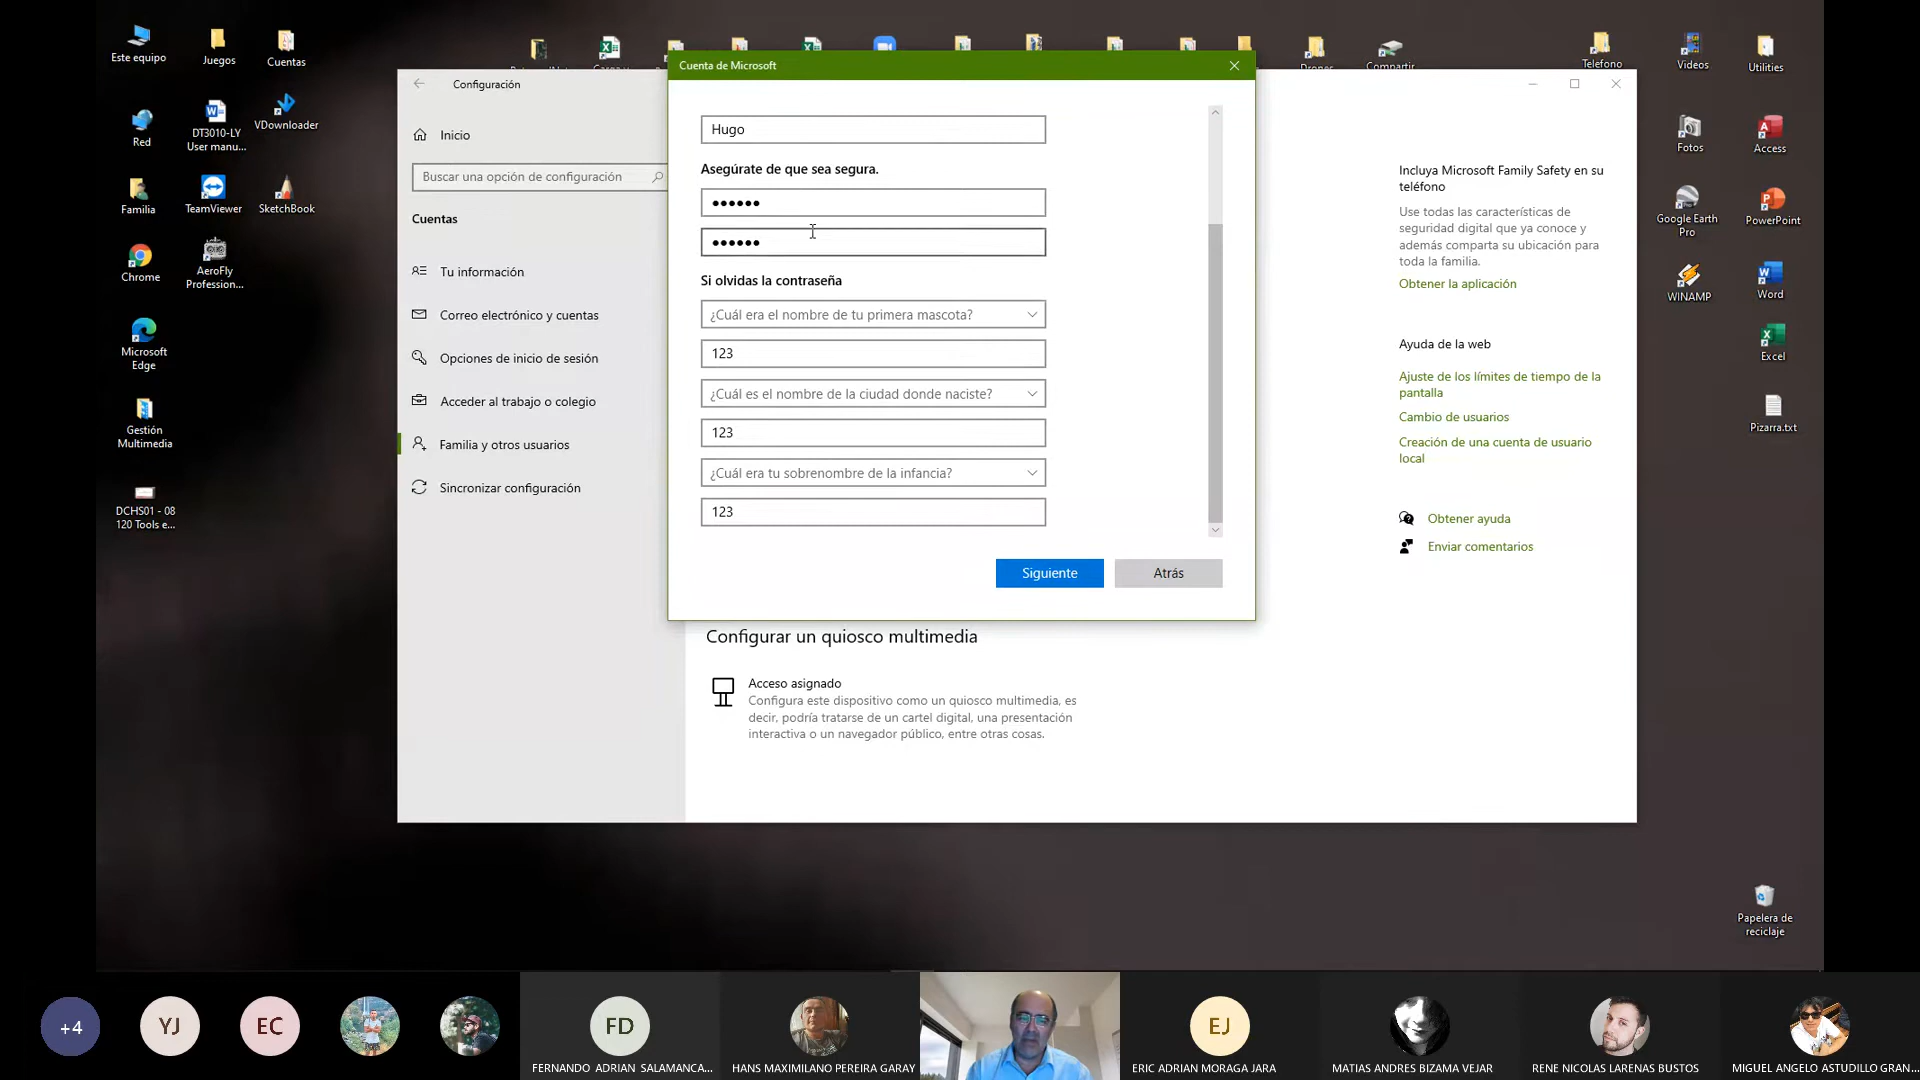 Este equipo
Juegos
Cuentas
Red
DT3010-LY
User manu...
VDownloader
Familia
TeamViewer
SketchBook
Chrome
AeroFly
Profession...
Microsoft
Edge
Gestión
Multimedia
DCHS01 - 08
120 Tools e...
Configuración
Inicio
Buscar una opción de configuración
Cuentas
Tu información
Correo electrónico y cuentas
Opciones de inicio de sesión
Acceder al trabajo o colegio
Familia y otros usuarios
Sincronizar configuración
Drones
Compartir
Cuenta de Microsoft
Hugo
Asegúrate de que sea segura.
••••••
••••••
Si olvidas la contraseña
¿Cuál era el nombre de tu primera mascota?
123
¿Cuál es el nombre de la ciudad donde naciste?
123
¿Cuál era tu sobrenombre de la infancia?
123
Siguiente
Atrás
Configurar un quiosco multimedia
Acceso asignado
Configura este dispositivo como un quiosco multimedia, es
decir, podría tratarse de un cartel digital, una presentación
interactiva o un navegador público, entre otras cosas.
Incluya Microsoft Family Safety en su
teléfono
Use todas las características de
seguridad digital que ya conoce y
además comparta su ubicación para
toda la familia.
Obtener la aplicación
Ayuda de la web
Ajuste de los límites de tiempo de la
pantalla
Cambio de usuarios
Creación de una cuenta de usuario
local
Obtener ayuda
Enviar comentarios
Telefono
Videos
Utilities
Fotos
Access
Google Earth
Pro
PowerPoint
WINAMP
Word
Excel
Pizarra.txt
Papelera de
reciclaje
+4
YJ
EC
FD
FERNANDO ADRIAN SALAMANCA...
HANS MAXIMILANO PEREIRA GARAY
EJ
ERIC ADRIAN MORAGA JARA
MATIAS ANDRES BIZAMA VEJAR
RENE NICOLAS LARENAS BUSTOS
MIGUEL ANGELO ASTUDILLO GRAN...